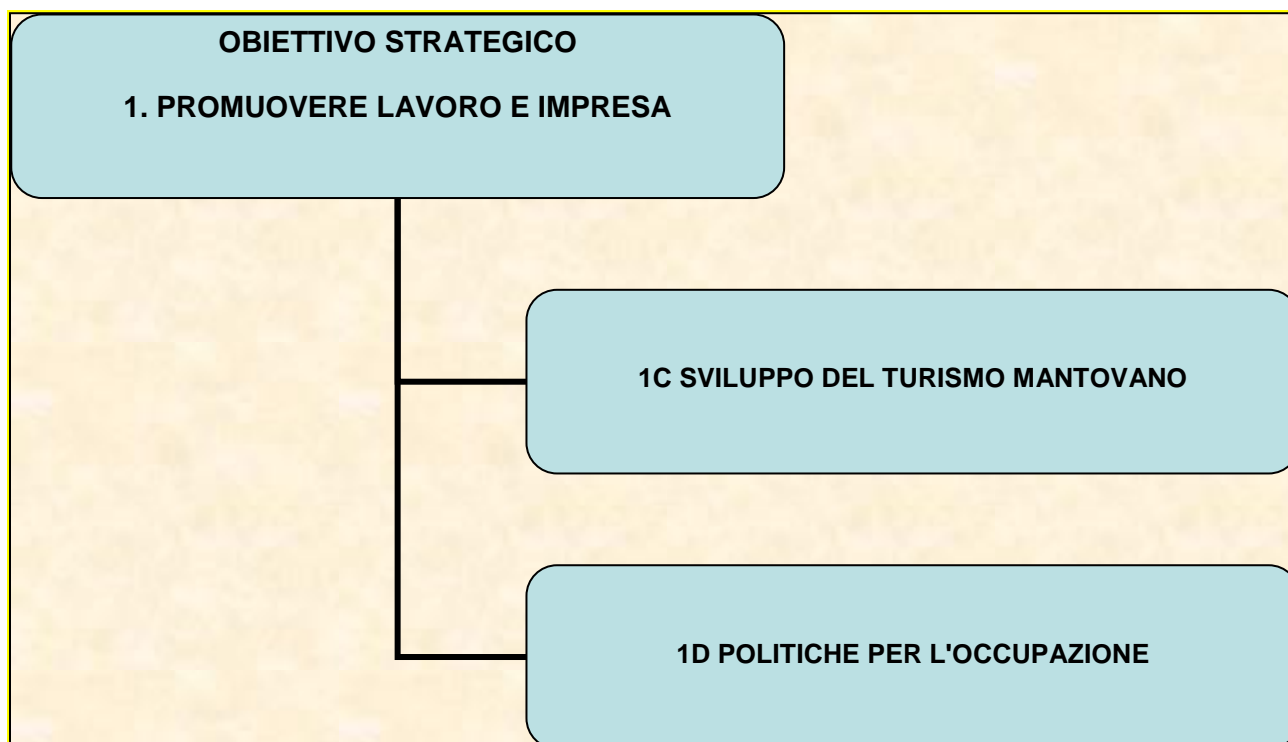 OBIETTIVO STRATEGICO
1. PROMUOVERE LAVORO E IMPRESA
1C SVILUPPO DEL TURISMO MANTOVANO
1D POLITICHE PER L'OCCUPAZIONE